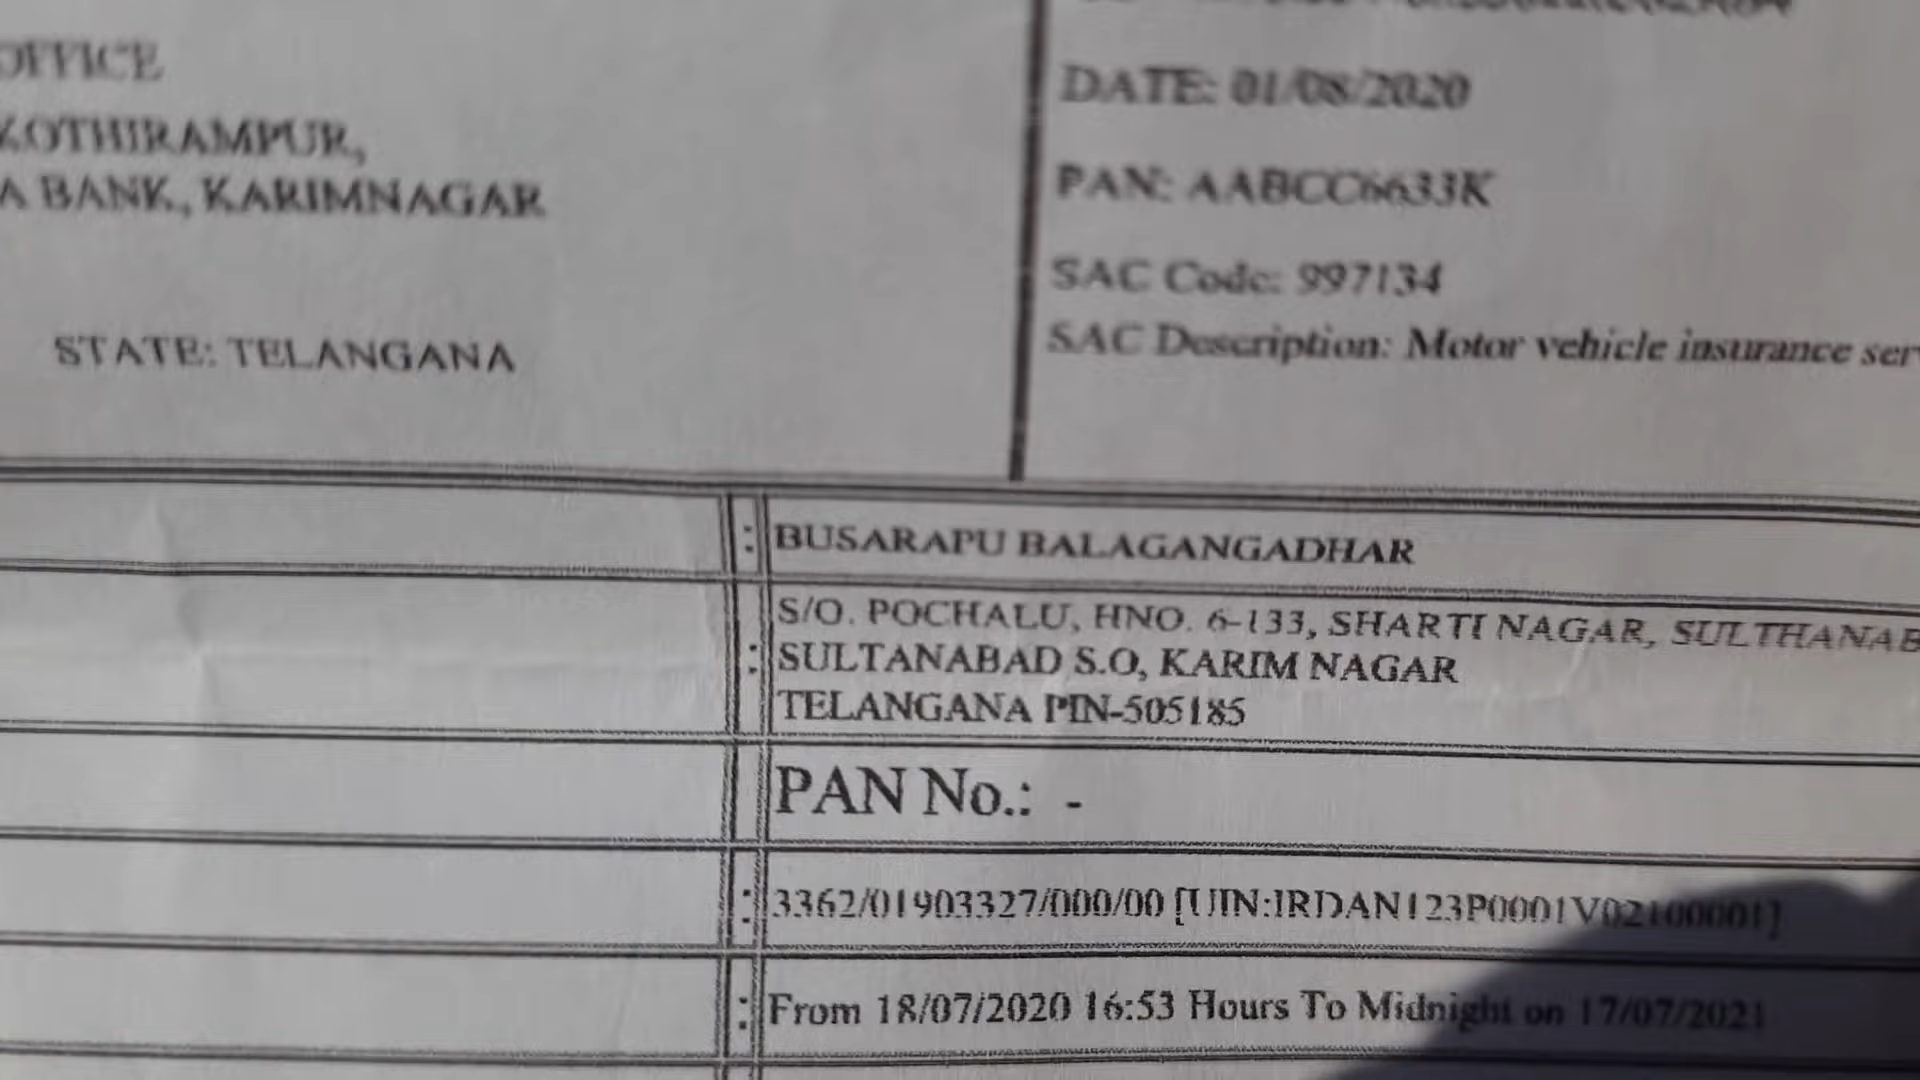 OFFICE
KOTHIRAMPUR,
A BANK, KARIMNAGAR
STATE: TELANGANA
DATE: 01/08/2020
PAN: AABCC6633K
SAC Code: 997134
SAC Description: Motor vehicle insurance ser
: BUSARAPU BALAGANGADHAR
: S/O. POCHALU, HNO. 6-133, SHARTI NAGAR, SULTHANAB
SULTANABAD S.O, KARIM NAGAR
TELANGANA PIN-505185
PAN No.: -
: 3362/01903327/000/00 [UIN:IRDAN123P0001V02100001]
: From 18/07/2020 16:53 Hours To Midnight on 17/07/2021